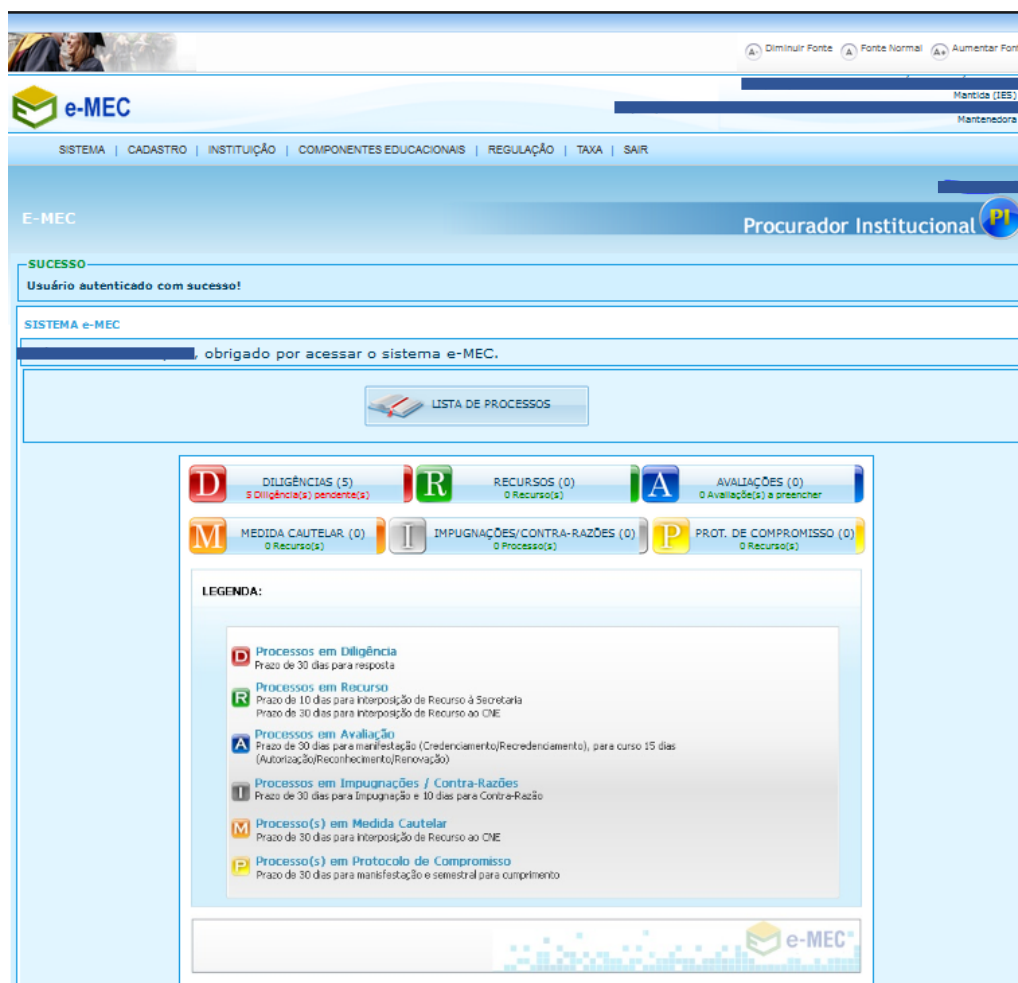 A- Diminuir Fonte A Fonte Normal A+ Aumentar Font
e-MEC
Mantida (IES)
Mantenedora
SISTEMA | CADASTRO | INSTITUIÇÃO | COMPONENTES EDUCACIONAIS | REGULAÇÃO | TAXA | SAIR
E-MEC
Procurador Institucional PI
SUCESSO
Usuário autenticado com sucesso!
SISTEMA e-MEC
, obrigado por acessar o sistema e-MEC.
LISTA DE PROCESSOS
D DILIGÊNCIAS (5)
5 Diligência(s) pendente(s)
R RECURSOS (0)
0 Recurso(s)
A AVALIAÇÕES (0)
0 Avaliação(s) a preencher
M MEDIDA CAUTELAR (0)
0 Recurso(s)
I IMPUGNAÇÕES/CONTRA-RAZÕES (0)
0 Processo(s)
P PROT. DE COMPROMISSO (0)
0 Recurso(s)
LEGENDA:
D Processos em Diligência
Prazo de 30 dias para resposta
R Processos em Recurso
Prazo de 10 dias para interposição de Recurso à Secretaria
Prazo de 30 dias para interposição de Recurso ao CNE
A Processos em Avaliação
Prazo de 30 dias para manifestação (Credenciamento/Recredenciamento), para curso 15 dias
(Autorização/Reconhecimento/Renovação)
I Processos em Impugnações / Contra-Razões
Prazo de 30 dias para Impugnação e 10 dias para Contra-Razão
M Processo(s) em Medida Cautelar
Prazo de 30 dias para interposição de Recurso ao CNE
P Processo(s) em Protocolo de Compromisso
Prazo de 30 dias para manisfestação e semestral para cumprimento
e-MEC